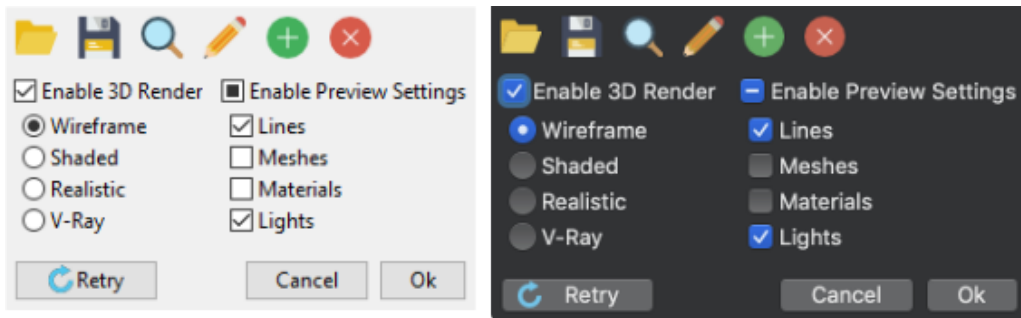 Enable 3D Render Enable Preview Settings
Wireframe Lines
Shaded Meshes
Realistic Materials
V-Ray Lights
Retry Cancel Ok
Enable 3D Render Enable Preview Settings
Wireframe Lines
Shaded Meshes
Realistic Materials
V-Ray Lights
Retry Cancel Ok